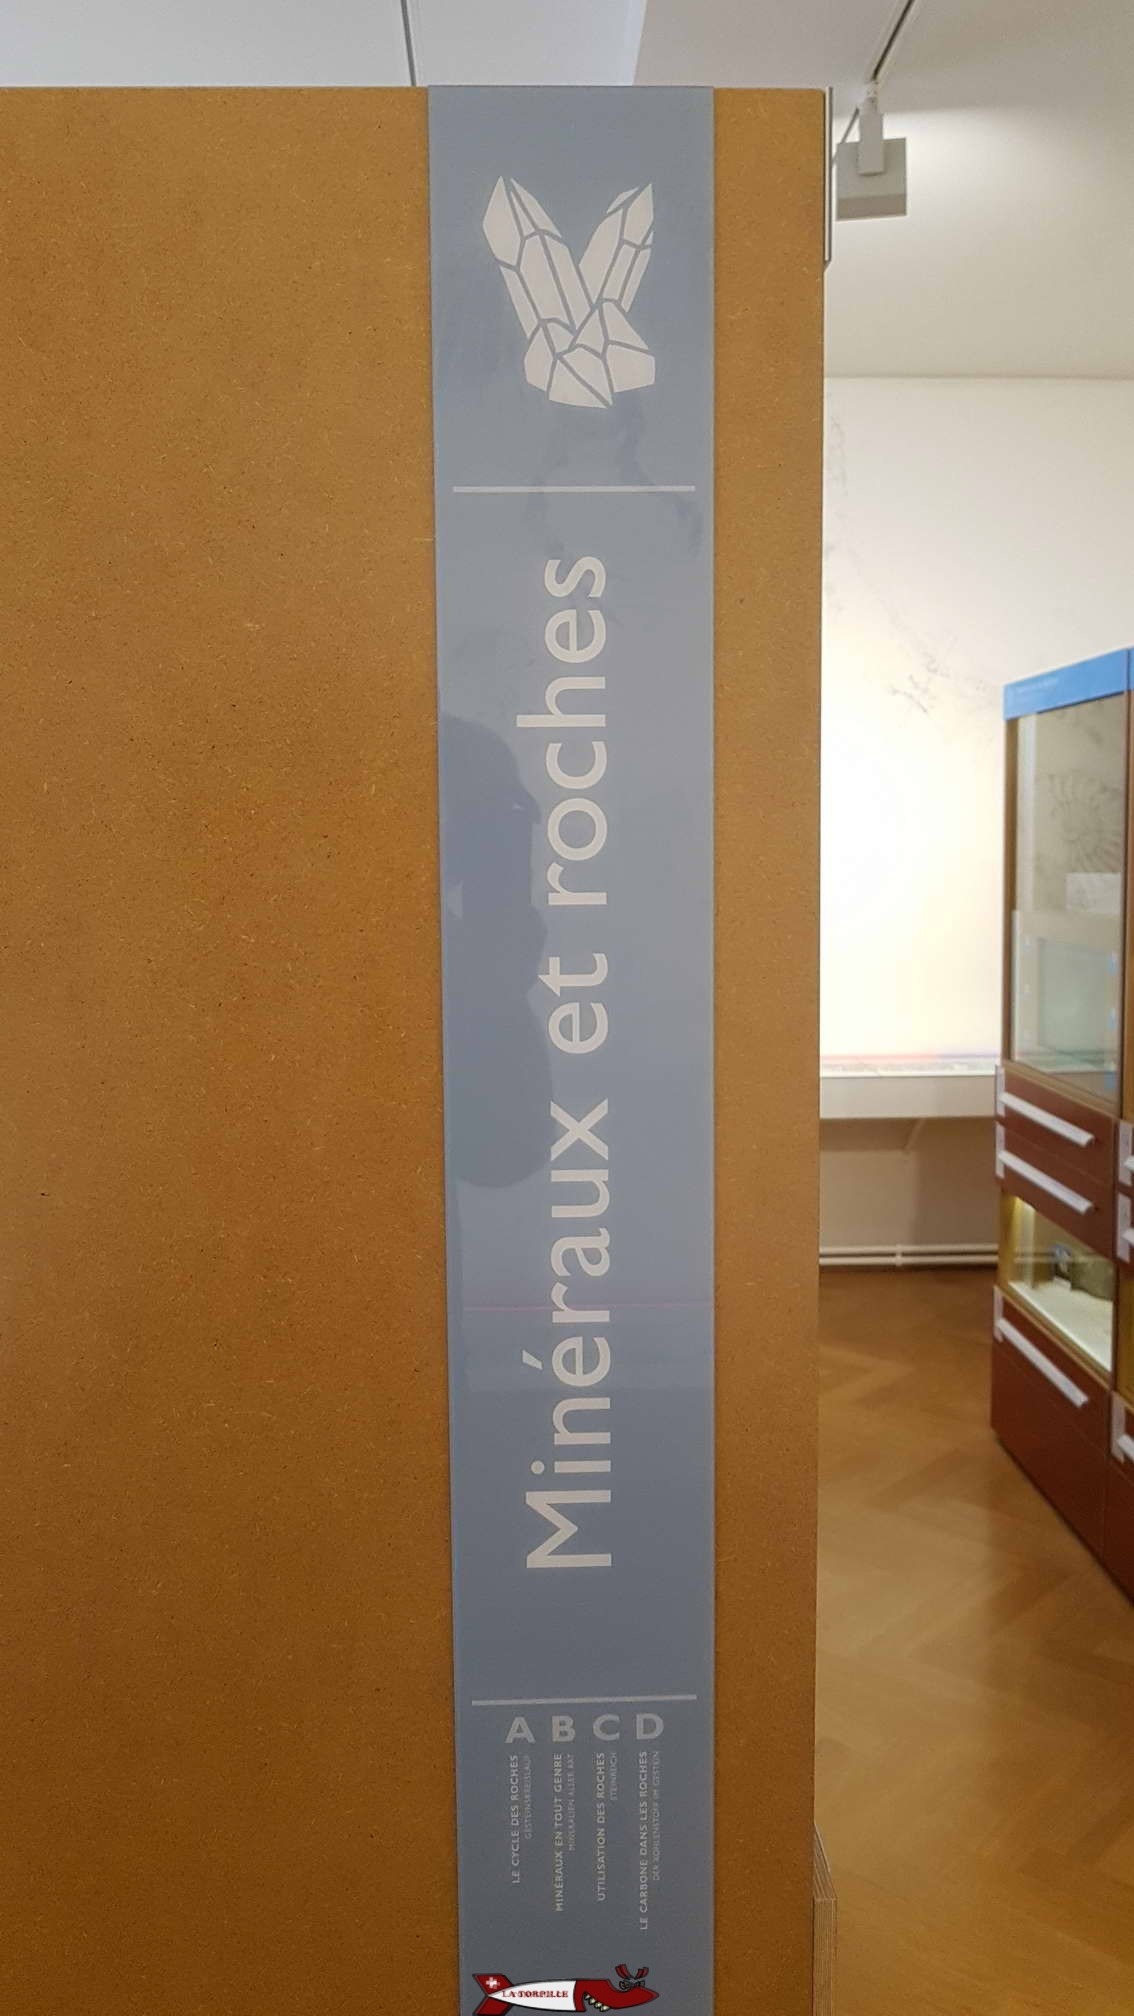 Minéraux et roches
A
LE CYCLE DES ROCHES
GESTEINSKREISLAUF
B
MINÉRAUX EN TOUT GENRE
MINERALIEN ALLER ART
C
UTILISATION DES ROCHES
STEINREICH
D
LE CARBONE DANS LES ROCHES
DER KOHLENSTOFF IM GESTEIN
LA TORPILLE